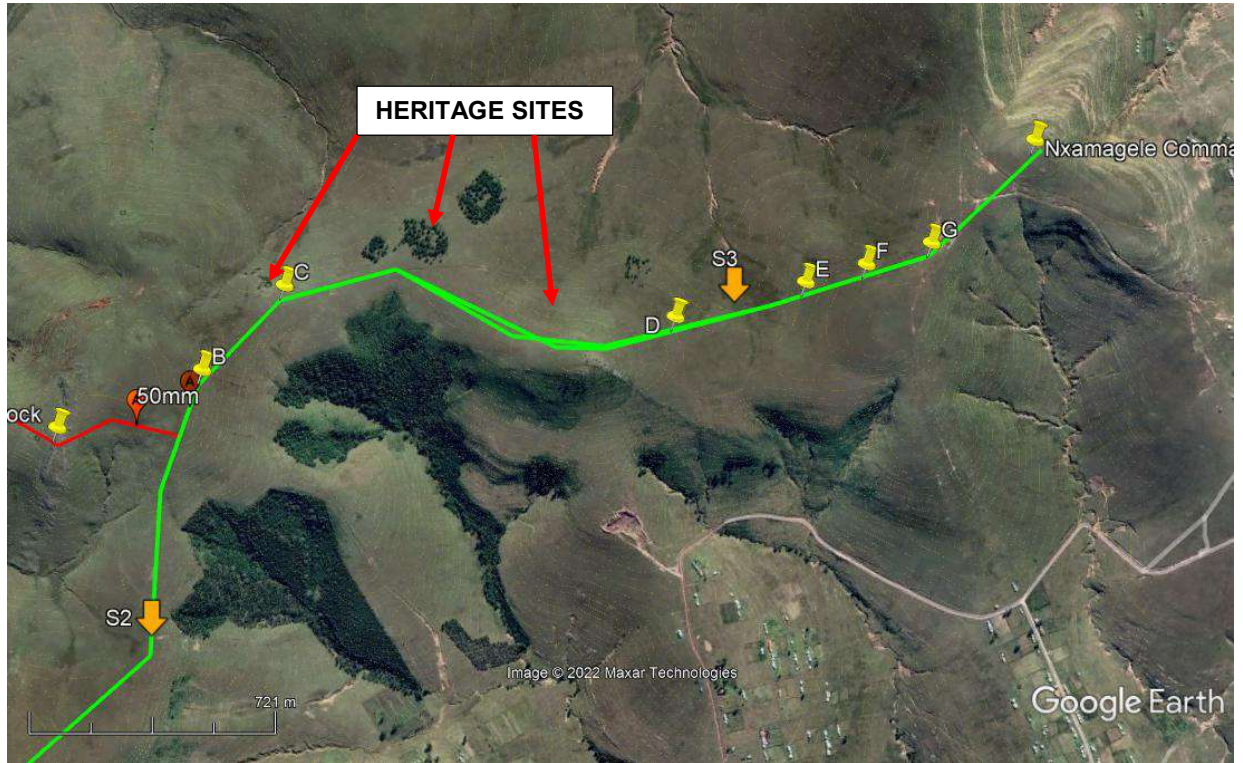 HERITAGE SITES
Nxamagele Comma
G
F
S3
E
C
D
B
A
50mm
ock
S2
Image © 2022 Maxar Technologies
721 m
Google Earth